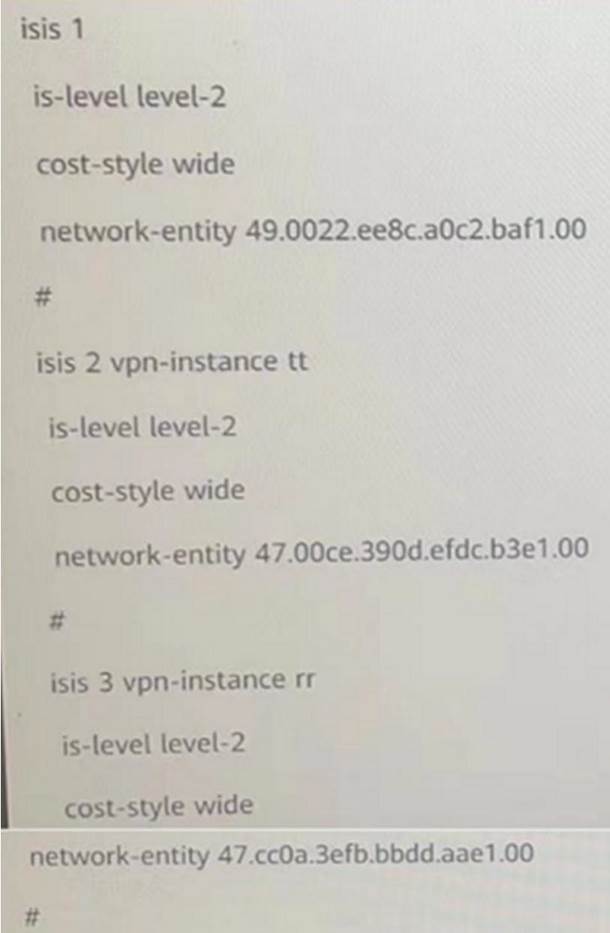 isis 1
is-level level-2
cost-style wide
network-entity 49.0022.ee8c.a0c2.baf1.00
#
isis 2 vpn-instance tt
is-level level-2
cost-style wide
network-entity 47.00ce.390d.efdc.b3e1.00
#
isis 3 vpn-instance rr
is-level level-2
cost-style wide
network-entity 47.cc0a.3efb.bbdd.aae1.00
#